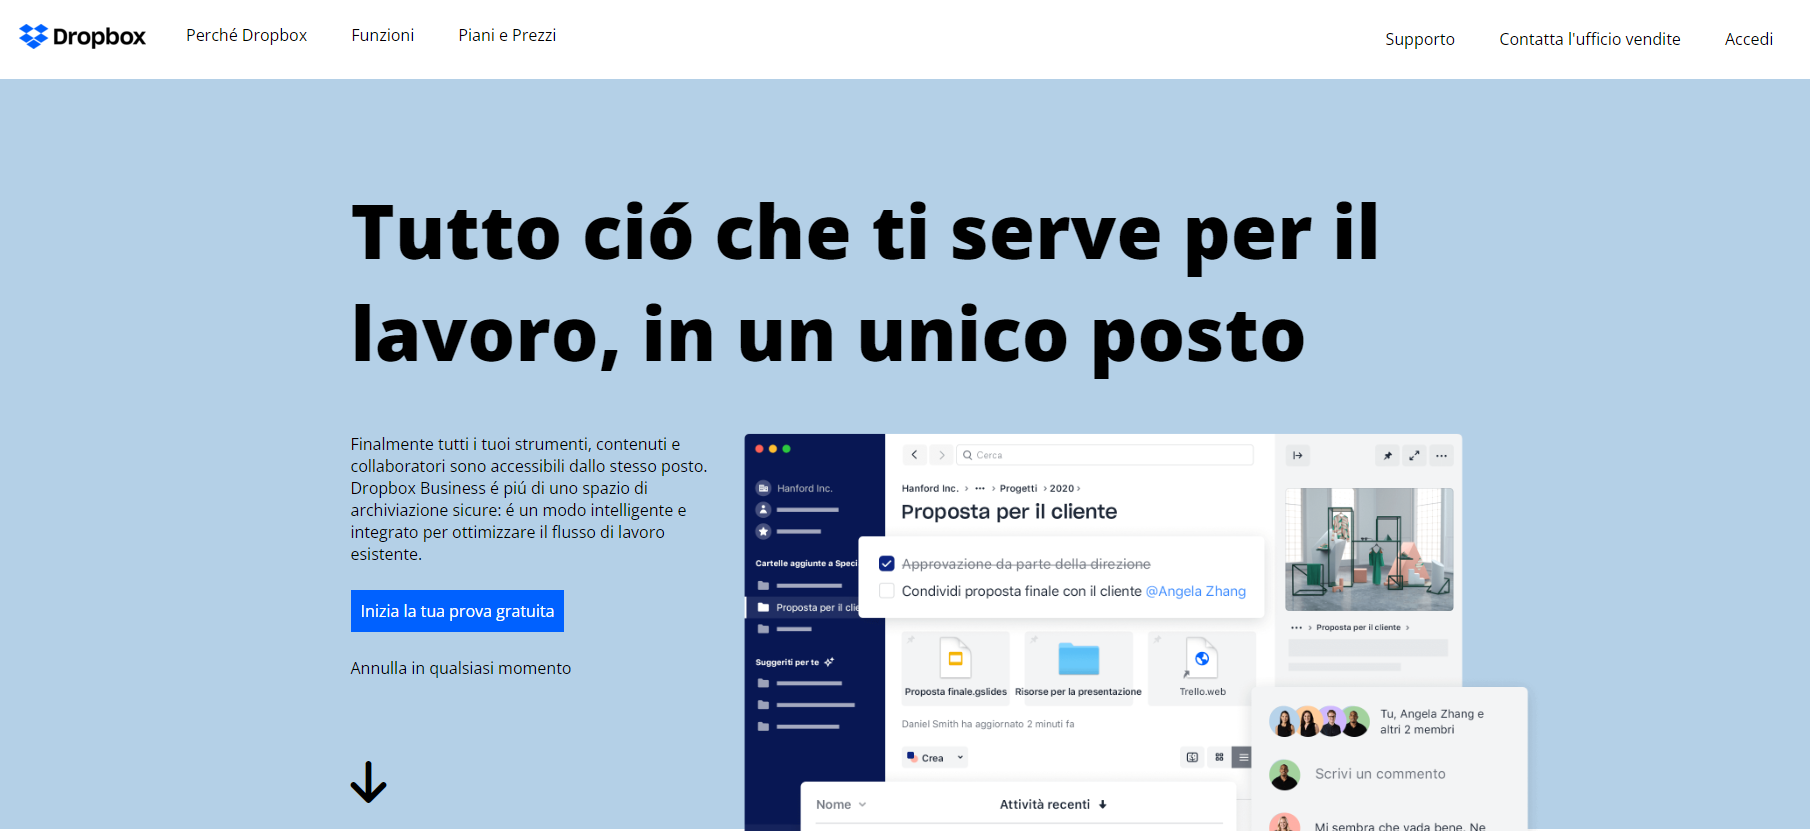 Dropbox
Perché Dropbox
Funzioni
Piani e Prezzi
Supporto
Contatta l'ufficio vendite
Accedi
Tutto ció che ti serve per il
lavoro, in un unico posto
Finalmente tutti i tuoi strumenti, contenuti e
collaboratori sono accessibili dallo stesso posto.
Dropbox Business é piú di uno spazio di
archiviazione sicure: é un modo intelligente e
integrato per ottimizzare il flusso di lavoro
esistente.
Inizia la tua prova gratuita
Annulla in qualsiasi momento
Hanford Inc.
Cartelle aggiunte a Speci
Proposta per il clie
Suggeriti per te
Cerca
Hanford Inc. > ··· > Progetti > 2020 >
Proposta per il cliente
Approvazione da parte della direzione
Condividi proposta finale con il cliente @Angela Zhang
Proposta finale.gslides
Risorse per la presentazione
Trello.web
Daniel Smith ha aggiornato 2 minuti fa
Crea
Nome
Attività recenti
··· > Proposta per il cliente >
Tu, Angela Zhang e
altri 2 membri
Scrivi un commento
Mi sembra che vada bene. Ne